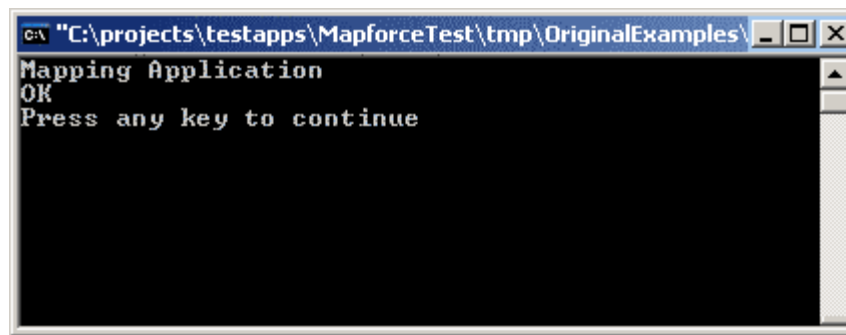 "C:\projects\testapps\MapforceTest\tmp\OriginalExamples\
Mapping Application
OK
Press any key to continue